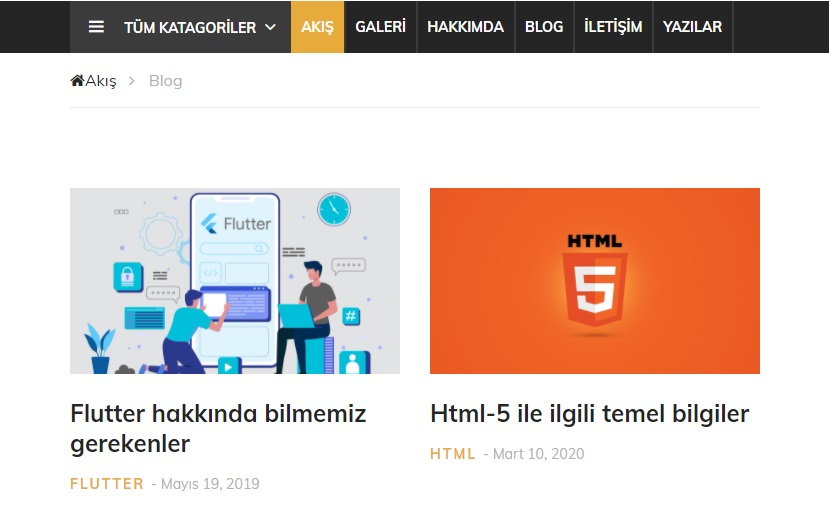 TÜM KATAGORİLER
AKIŞ
GALERİ
HAKKIMDA
BLOG
İLETİŞİM
YAZILAR
Akış > Blog
Flutter
</>
#
HTML
5
Flutter hakkında bilmemiz
gerekenler
FLUTTER - Mayıs 19, 2019
Html-5 ile ilgili temel bilgiler
HTML - Mart 10, 2020